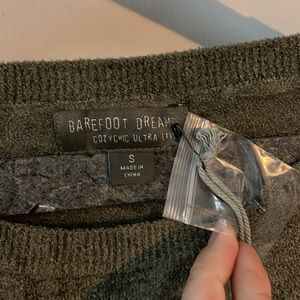 BAREFOOT DREAMS
COZYCHIC ULTRA
S
MADE IN
CHINA